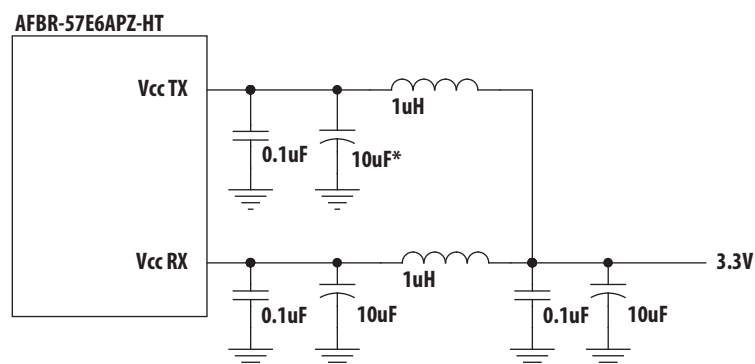 AFBR-57E6APZ-HT
Vcc TX
1uH
0.1uF
10uF*
Vcc RX
3.3V
1uH
0.1uF
10uF
0.1uF
10uF